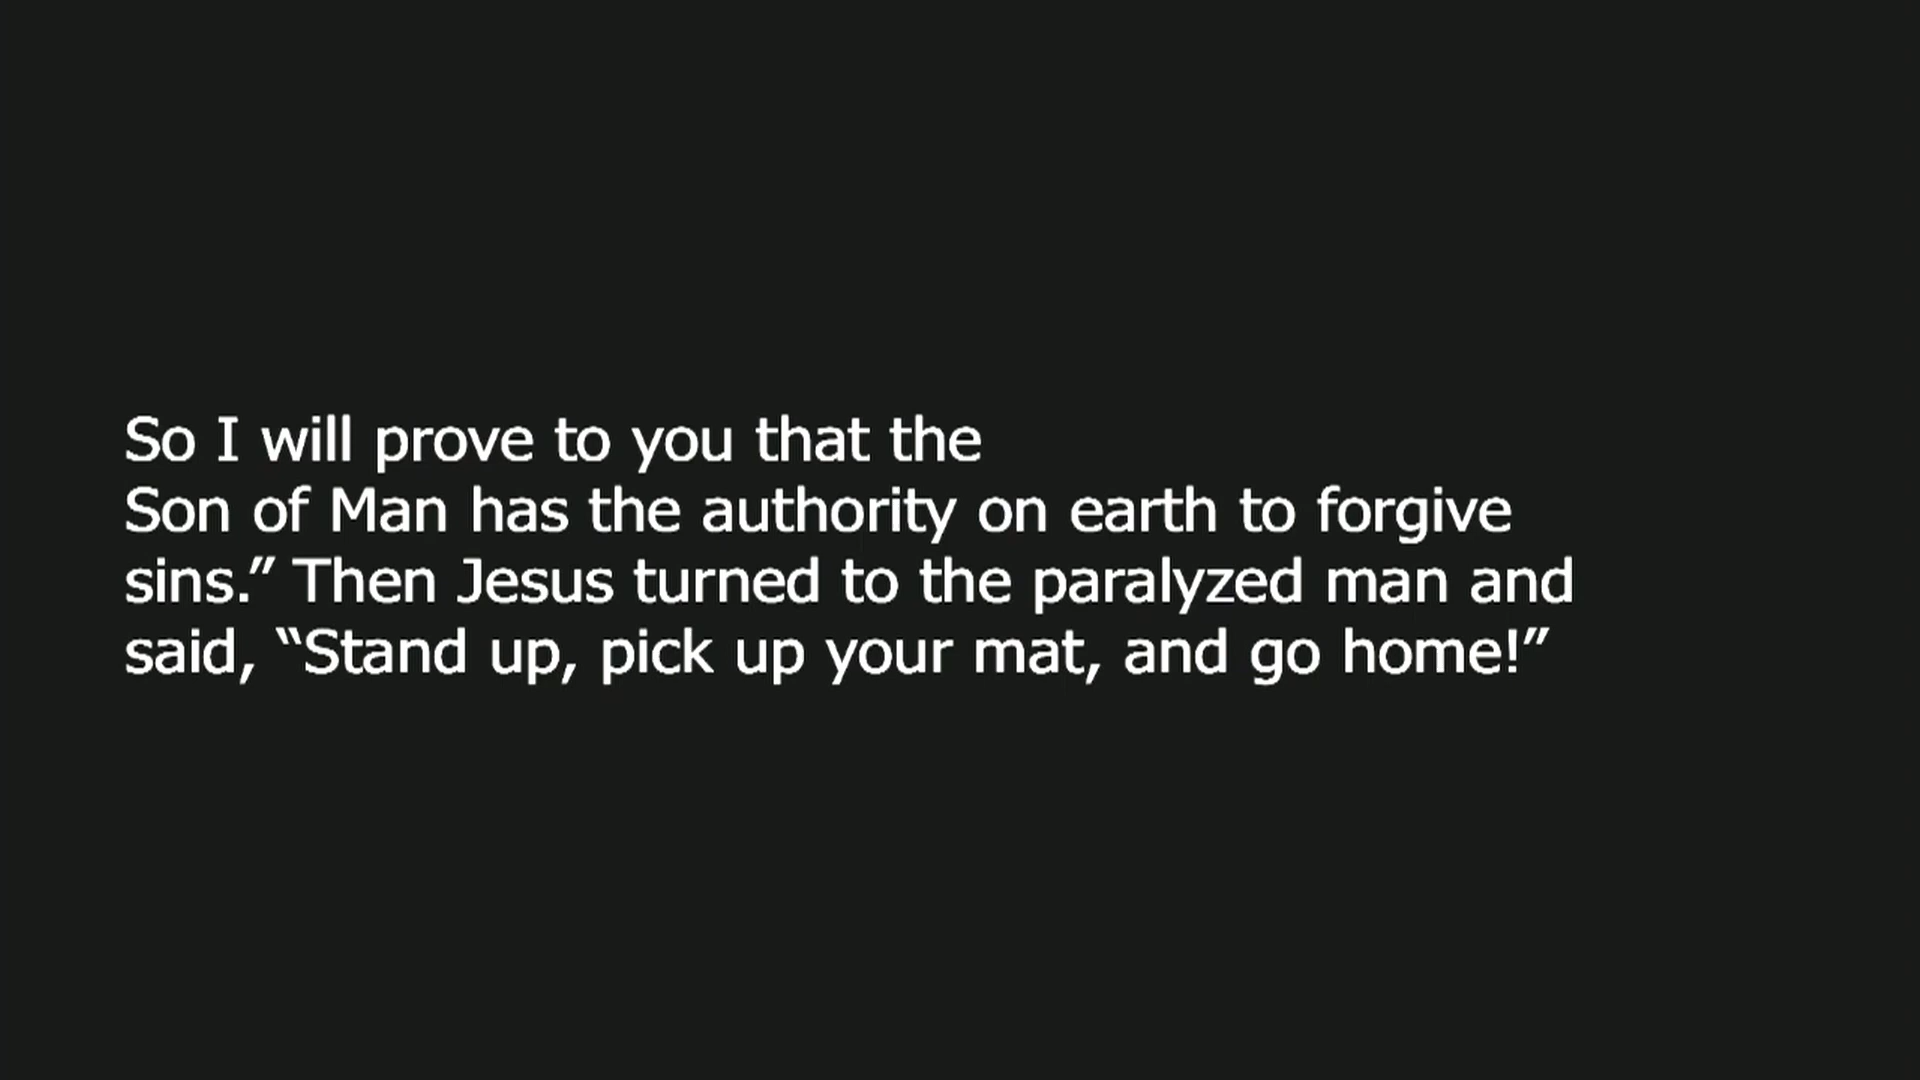 So I will prove to you that the
Son of Man has the authority on earth to forgive
sins.” Then Jesus turned to the paralyzed man and
said, “Stand up, pick up your mat, and go home!”